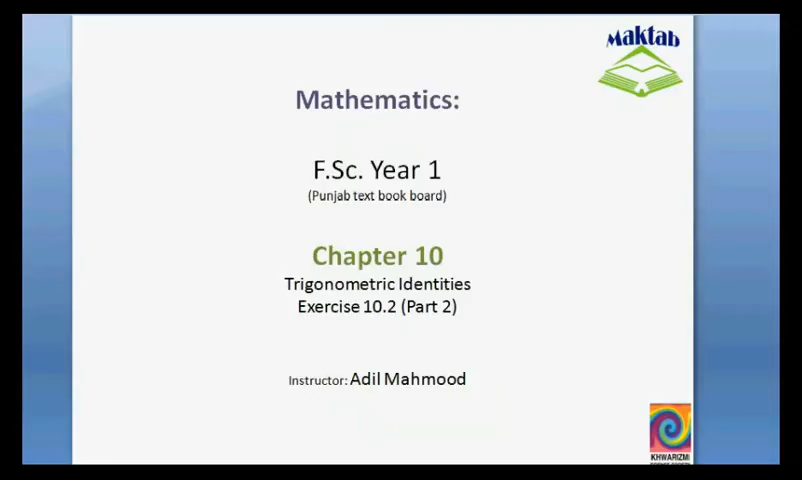 Maktab
Mathematics:
F.Sc. Year 1
(Punjab text book board)
Chapter 10
Trigonometric Identities
Exercise 10.2 (Part 2)
Instructor: Adil Mahmood
KHWARIZMI